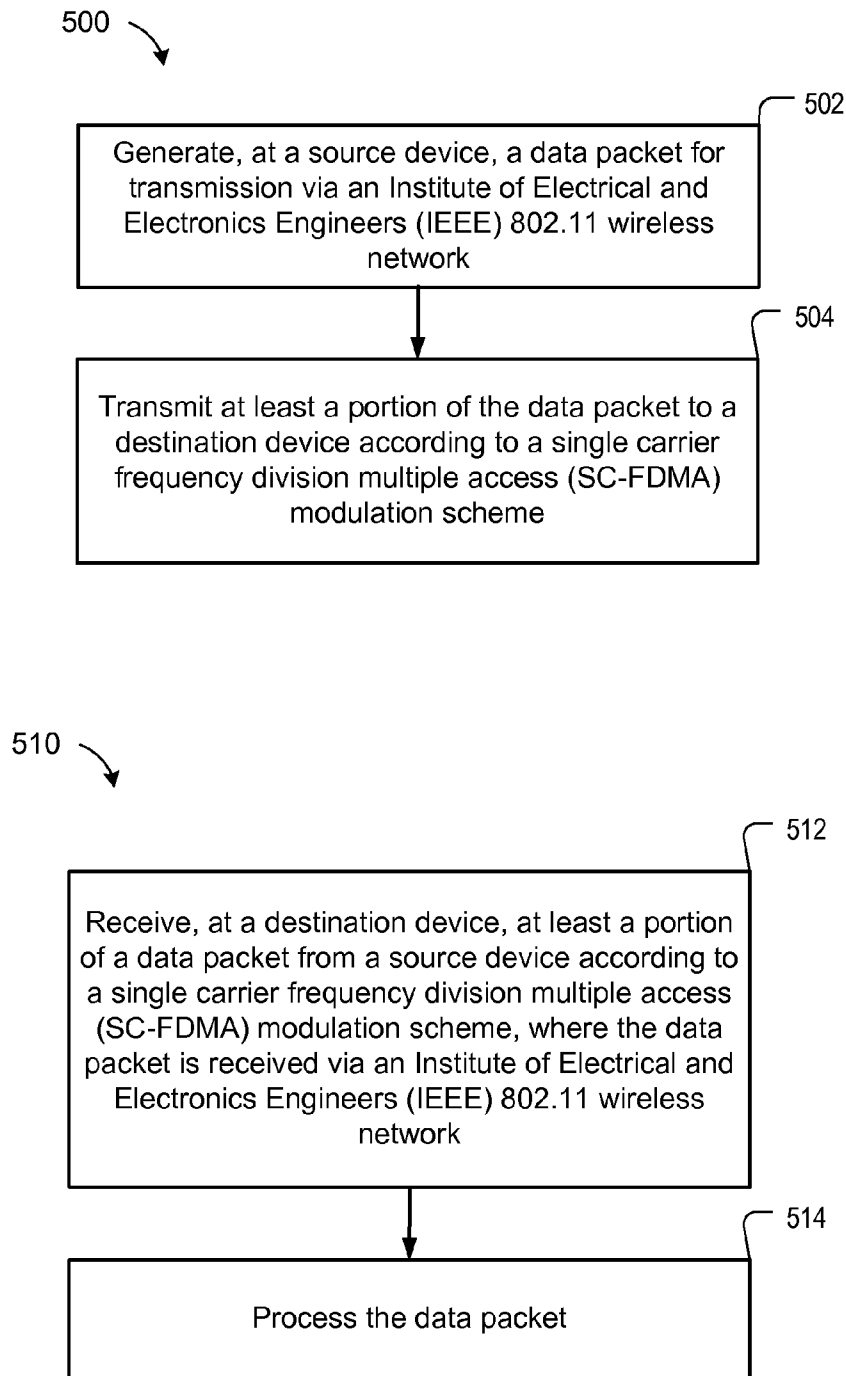 500
502
Generate, at a source device, a data packet for
transmission via an Institute of Electrical and
Electronics Engineers (IEEE) 802.11 wireless
network
504
Transmit at least a portion of the data packet to a
destination device according to a single carrier
frequency division multiple access (SC-FDMA)
modulation scheme
510
512
Receive, at a destination device, at least a portion
of a data packet from a source device according to
a single carrier frequency division multiple access
(SC-FDMA) modulation scheme, where the data
packet is received via an Institute of Electrical and
Electronics Engineers (IEEE) 802.11 wireless
network
514
Process the data packet